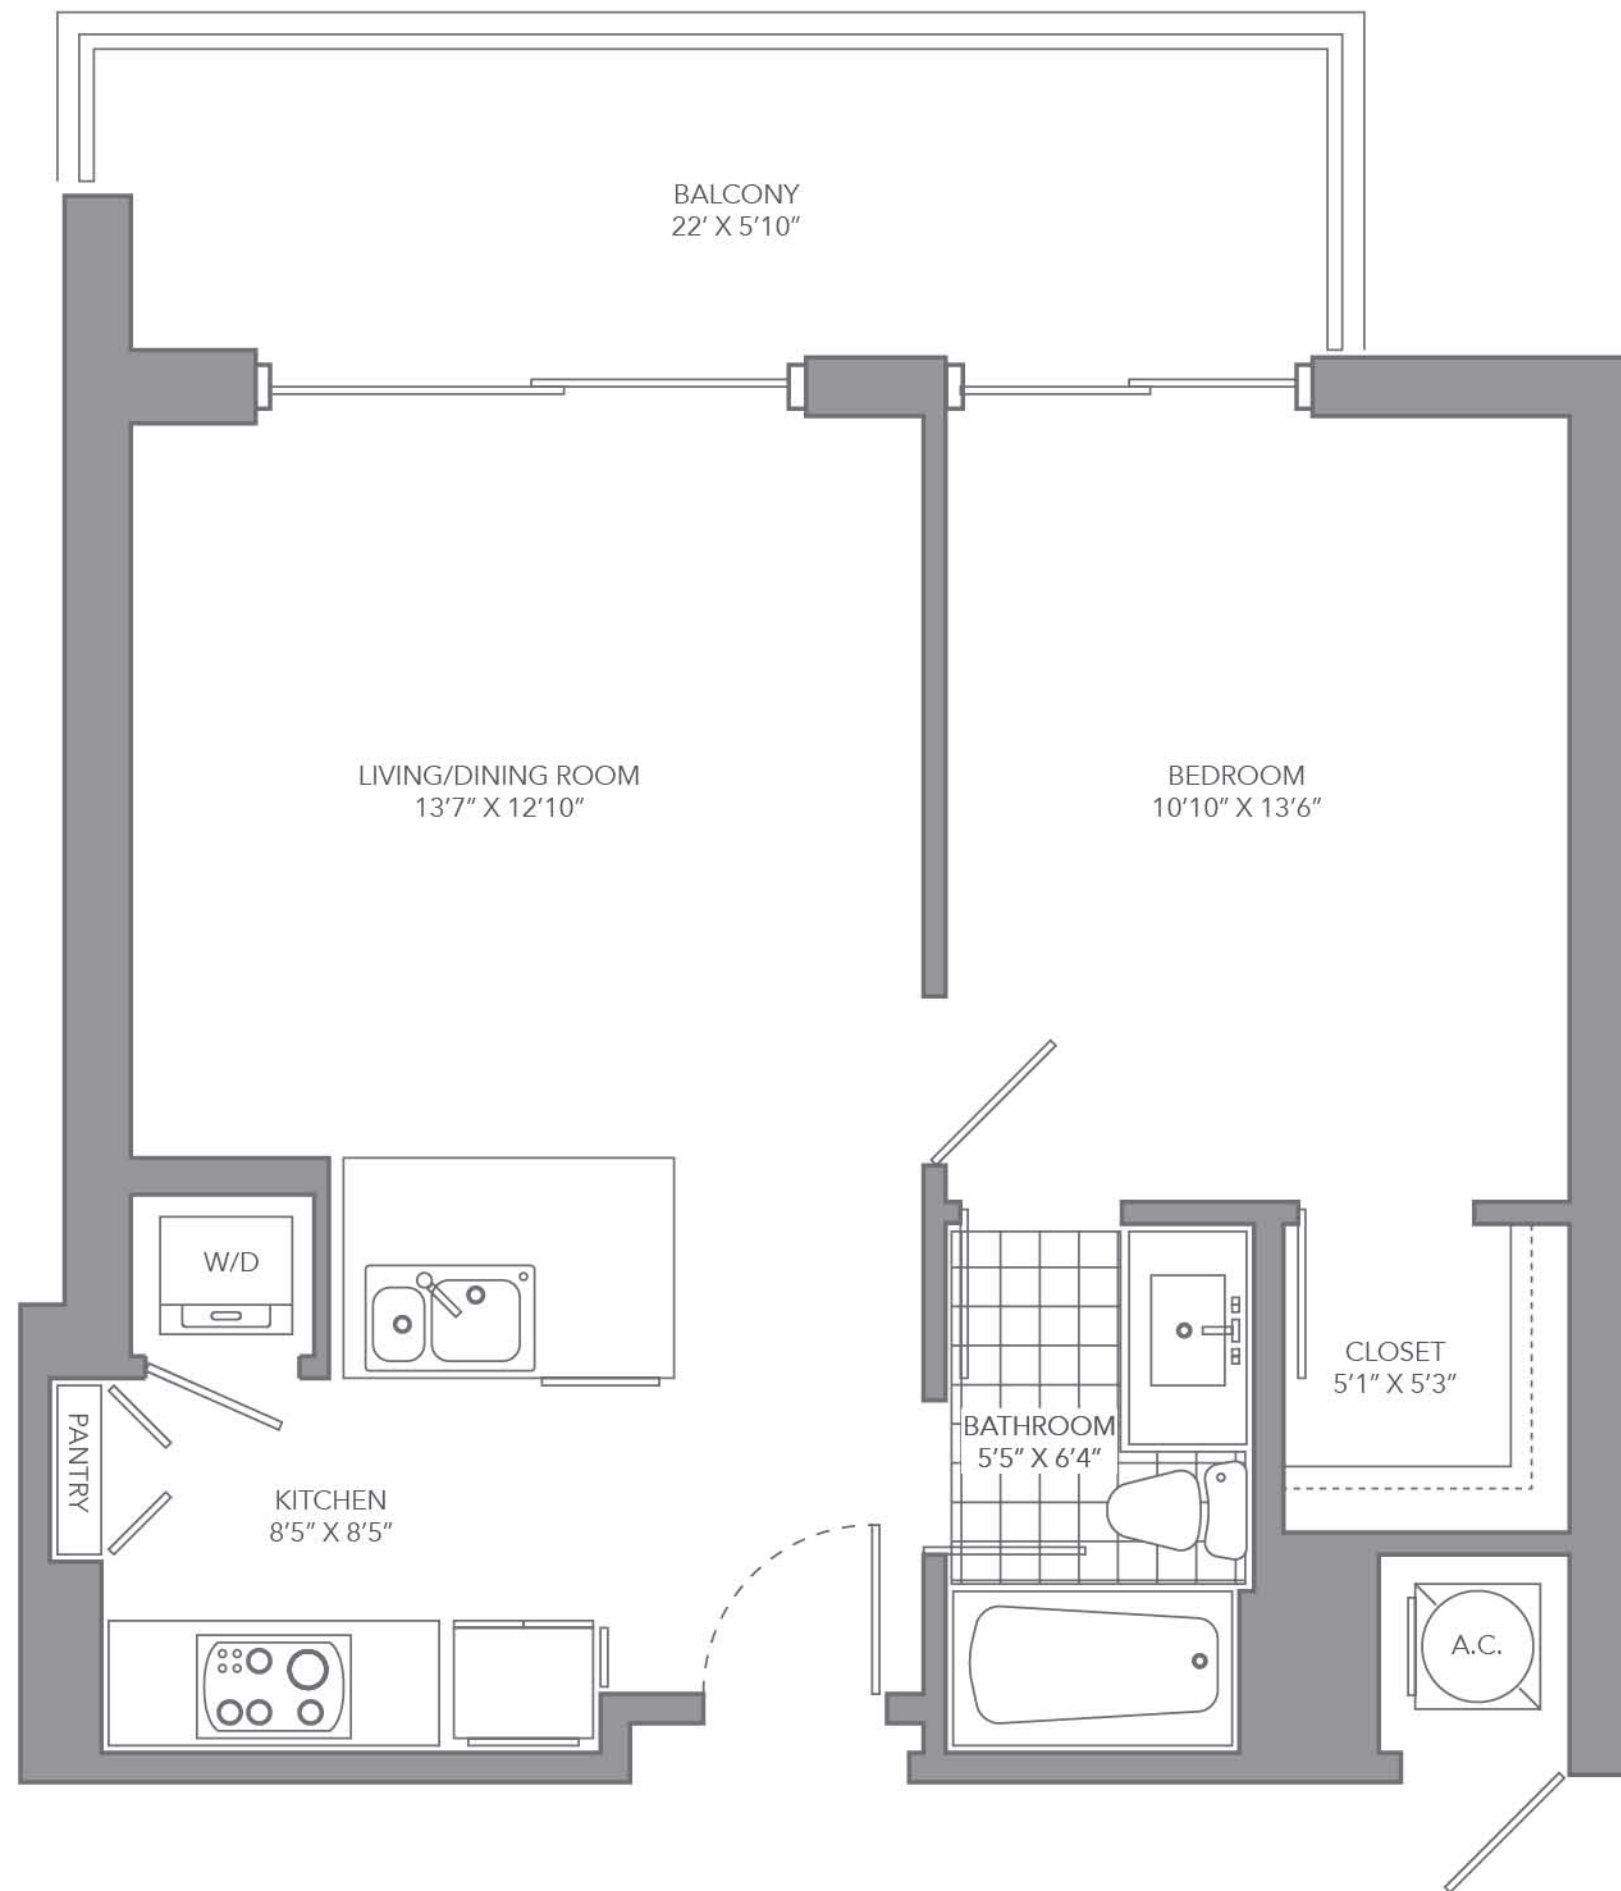 BALCONY
22′ X 5′10″
LIVING/DINING ROOM
13′7″ X 12′10″
BEDROOM
10′10″ X 13′6″
W/D
CLOSET
5′1″ X 5′3″
PANTRY
BATHROOM
5′5″ X 6′4″
KITCHEN
8′5″ X 8′5″
A.C.